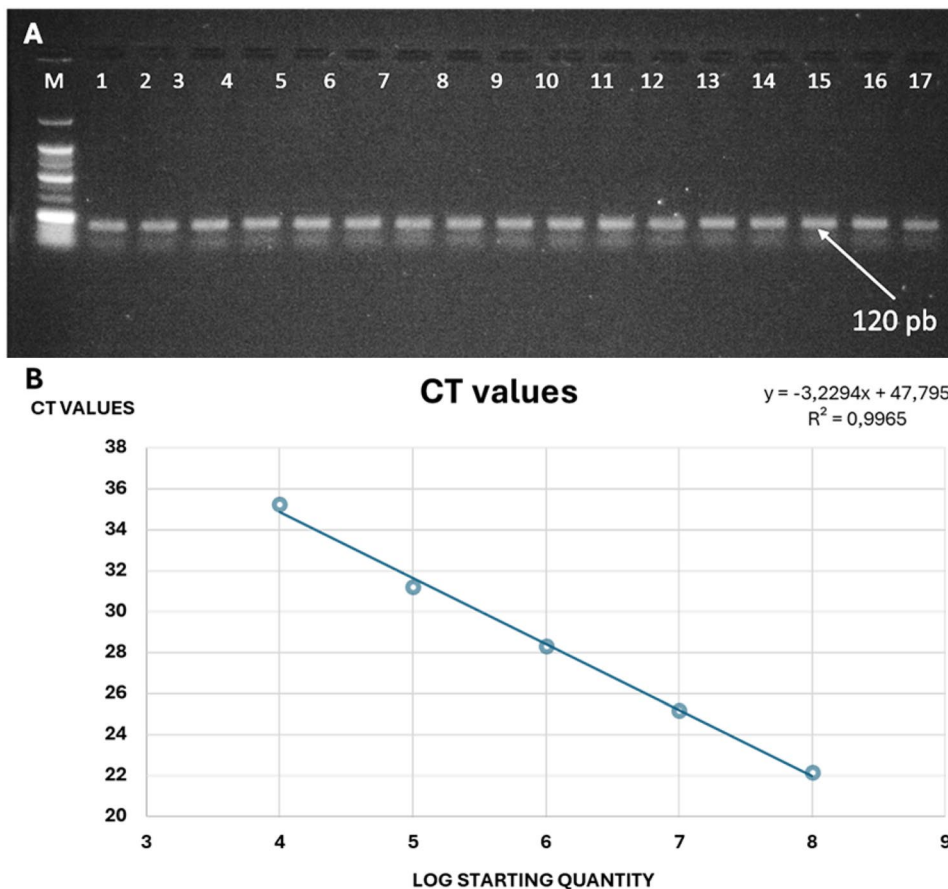 A
M 1 2 3 4 5 6 7 8 9 10 11 12 13 14 15 16 17
120 pb
B
CT values
CT VALUES
y = -3,2294x + 47,795
R² = 0,9965
38
36
34
32
30
28
26
24
22
20
3 4 5 6 7 8 9
LOG STARTING QUANTITY